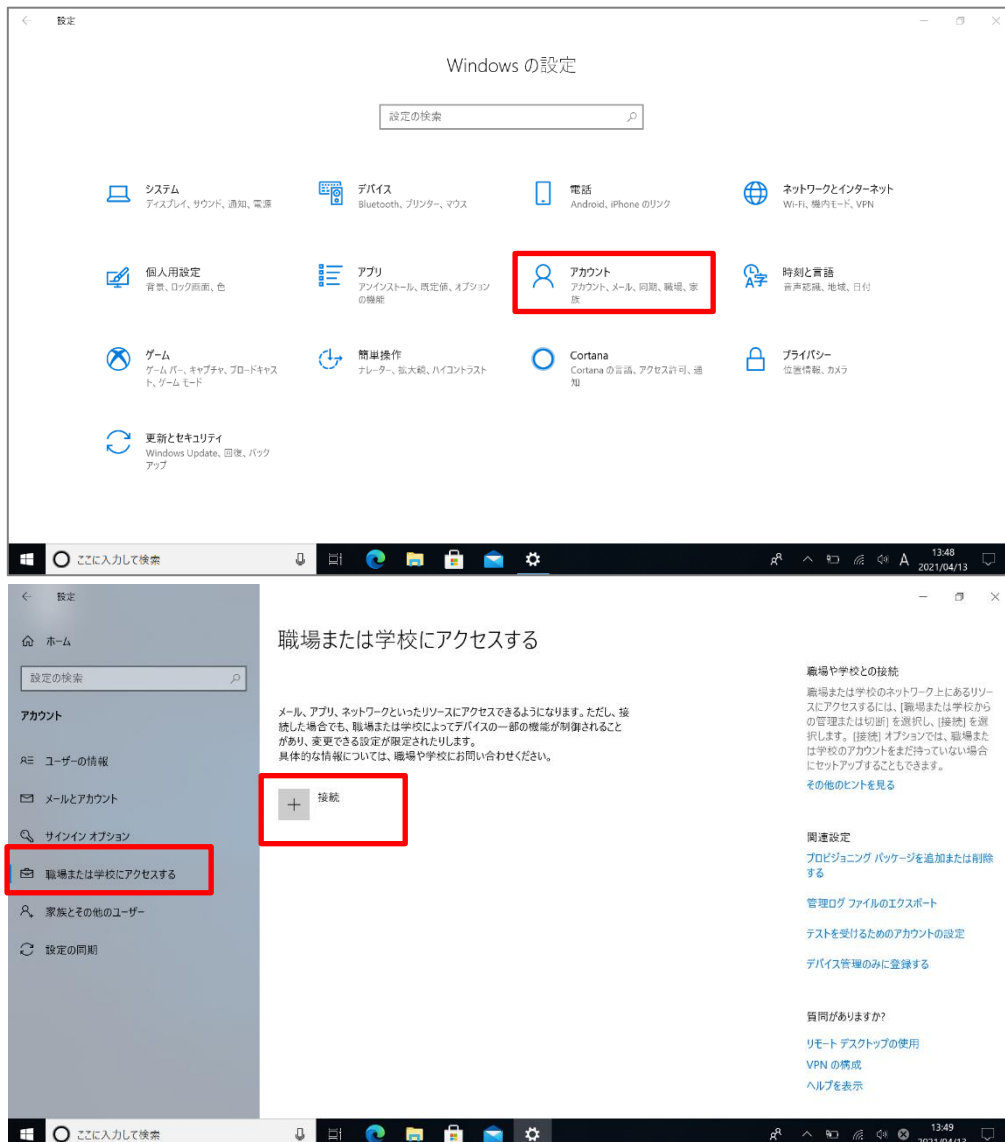 設定
Windows の設定
設定の検索
システム
ディスプレイ、サウンド、通知、電源
デバイス
Bluetooth、プリンター、マウス
電話
Android、iPhone のリンク
ネットワークとインターネット
Wi-Fi、機内モード、VPN
個人用設定
背景、ロック画面、色
アプリ
アンインストール、既定値、オプション
の機能
アカウント
アカウント、メール、同期、職場、家
族
時刻と言語
音声認識、地域、日付
ゲーム
ゲーム バー、キャプチャ、ブロードキャス
ト、ゲーム モード
簡単操作
ナレーター、拡大鏡、ハイコントラスト
Cortana
Cortana の言語、アクセス許可、通
知
プライバシー
位置情報、カメラ
更新とセキュリティ
Windows Update、回復、バック
アップ
ここに入力して検索
A
13:48
2021/04/13
設定
ホーム
設定の検索
アカウント
ユーザーの情報
メールとアカウント
サインイン オプション
職場または学校にアクセスする
家族とその他のユーザー
設定の同期
職場または学校にアクセスする
メール、アプリ、ネットワークといったリソースにアクセスできるようになります。ただし、接
続した場合でも、職場または学校によってデバイスの一部の機能が制御されること
があり、変更できる設定が限定されたりします。
具体的な情報については、職場や学校にお問い合わせください。
接続
職場や学校との接続
職場または学校のネットワーク上にあるリソー
スにアクセスするには、[職場または学校から
の管理または切断] を選択し、[接続] を選
択します。[接続] オプションでは、職場また
は学校のアカウントをまだ持っていない場合
にセットアップすることもできます。
その他のヒントを見る
関連設定
プロビジョニング パッケージを追加または削除
する
管理ログ ファイルのエクスポート
テストを受けるためのアカウントの設定
デバイス管理のみに登録する
質問がありますか?
リモート デスクトップの使用
VPN の構成
ヘルプを表示
ここに入力して検索
13:49
2021/04/13